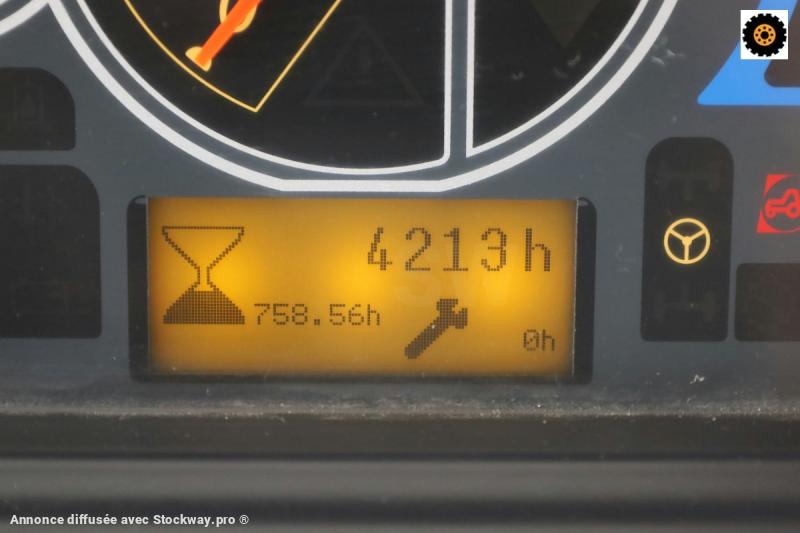 4213h
758.56h
0h
Annonce diffusée avec Stockway.pro ®